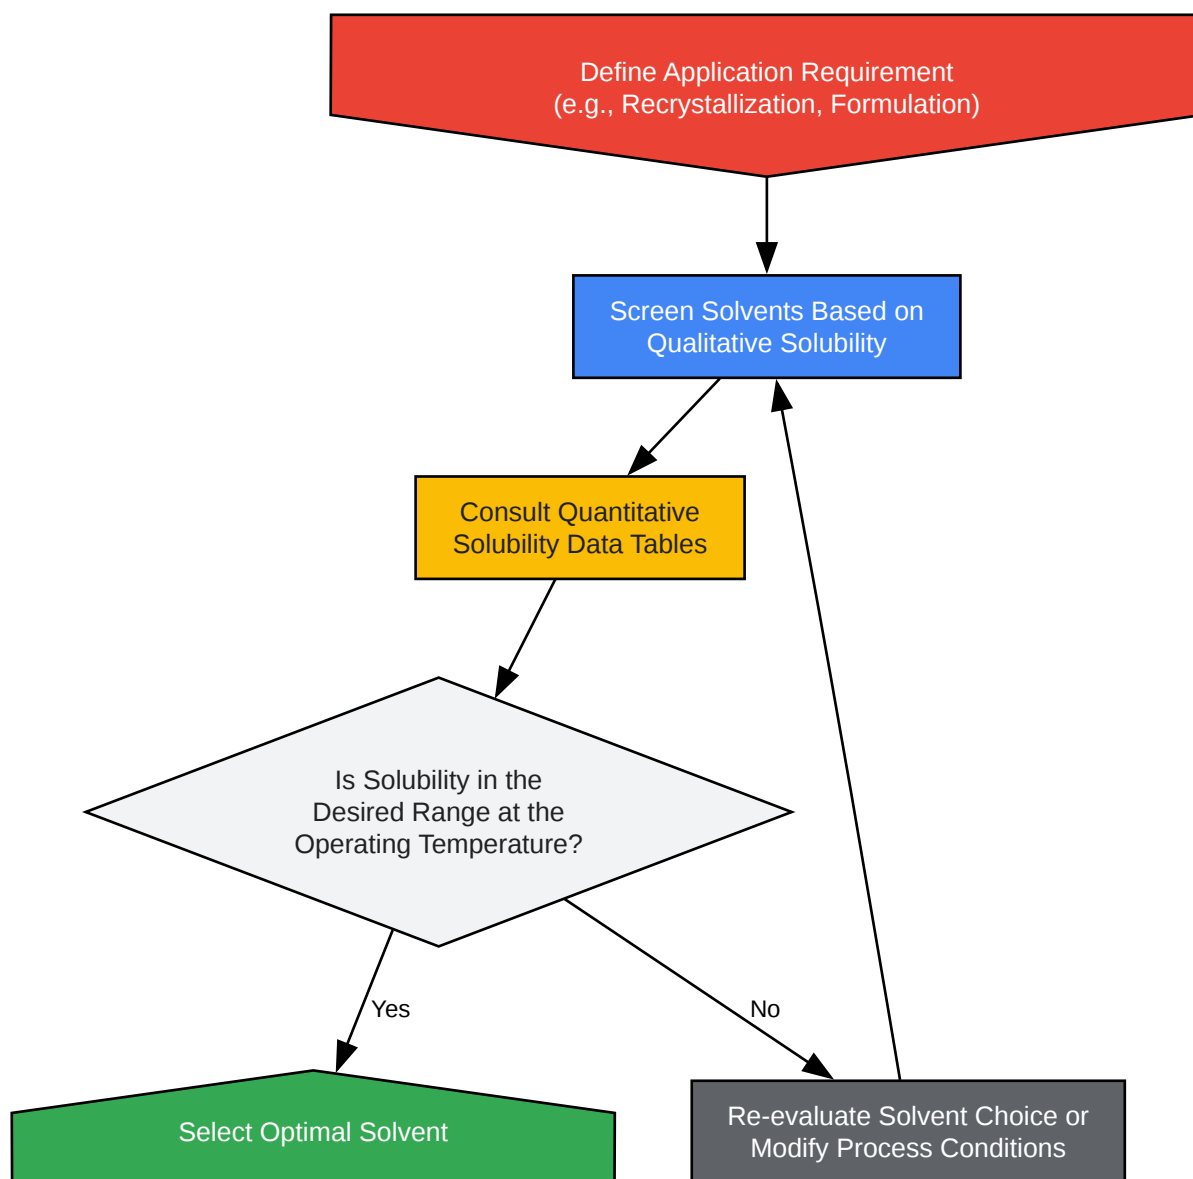 Define Application Requirement
(e.g., Recrystallization, Formulation)
Screen Solvents Based on
Qualitative Solubility
Consult Quantitative
Solubility Data Tables
Is Solubility in the
Desired Range at the
Operating Temperature?
Yes
No
Select Optimal Solvent
Re-evaluate Solvent Choice or
Modify Process Conditions